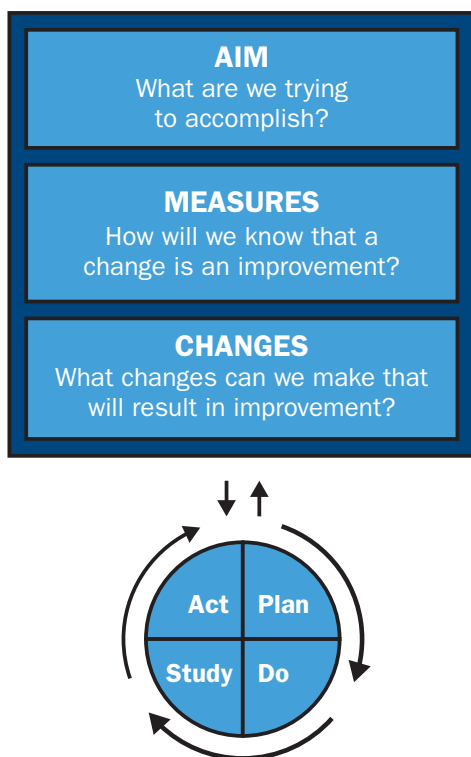 AIM
What are we trying
to accomplish?
MEASURES
How will we know that a
change is an improvement?
CHANGES
What changes can we make that
will result in improvement?
Act Plan
Study Do